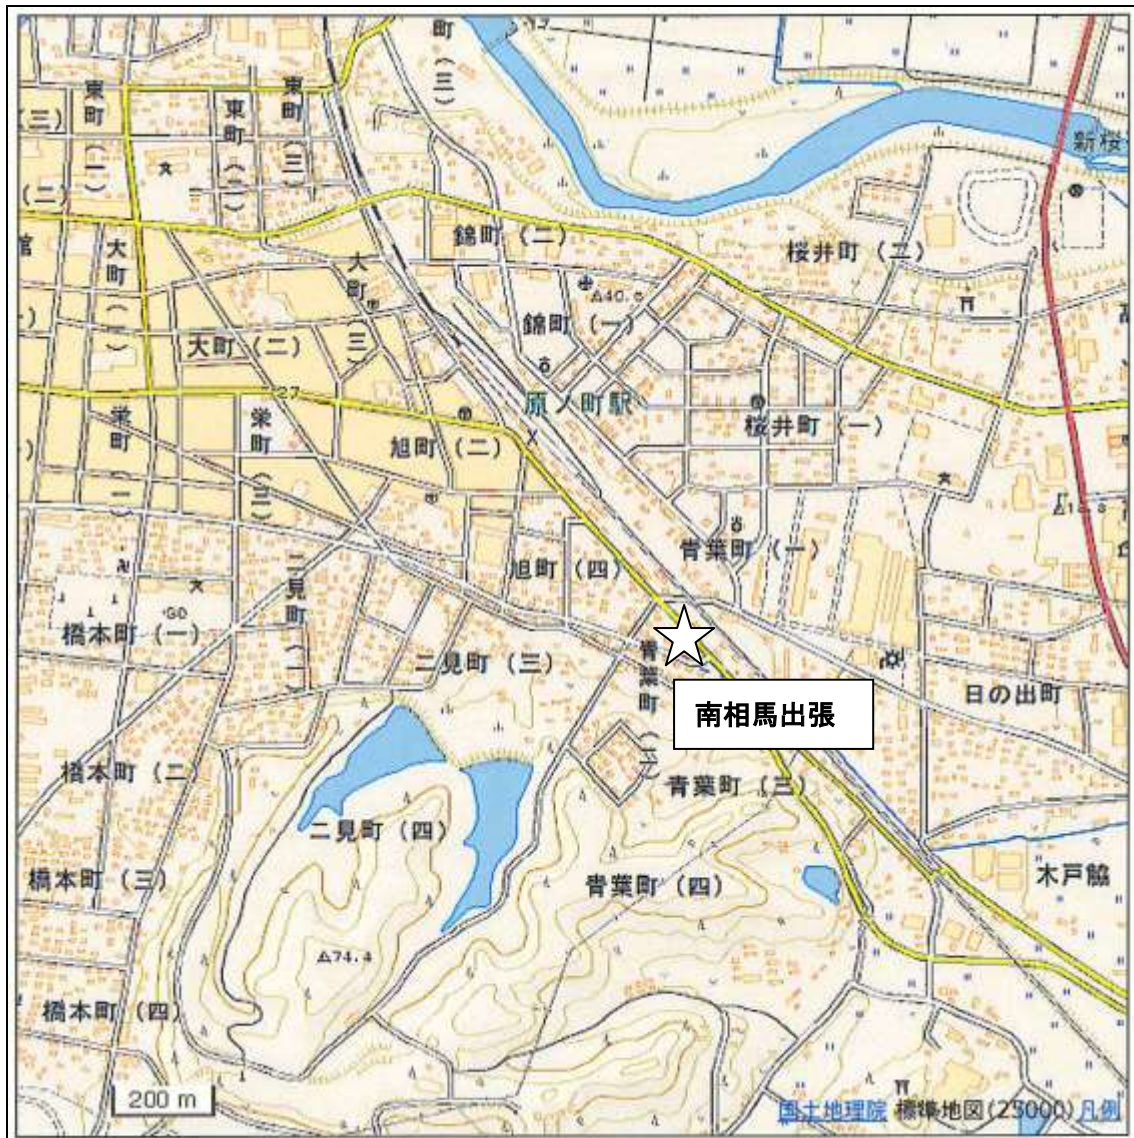 町(三)
東町(一)
東町(二)
東町(三)
(三)
(二)
新桜
錦町(二)
桜井町(二)
大町(一)
大町(三)
大町(二)
館
△40.6
錦町(一)
原ノ町駅
27
栄町(二)
栄町(三)
旭町(二)
桜井町(一)
二見町(一)
旭町(四)
青葉町(一)
橋本町(一)
二見町(三)
青葉町(二)
日の出町
南相馬出張
橋本町(二
青葉町(三)
二見町(四)
橋本町(三)
青葉町(四)
木戸脇
△74.4
橋本町(四)
200 m
国土地理院 標準地図(25000) 凡例